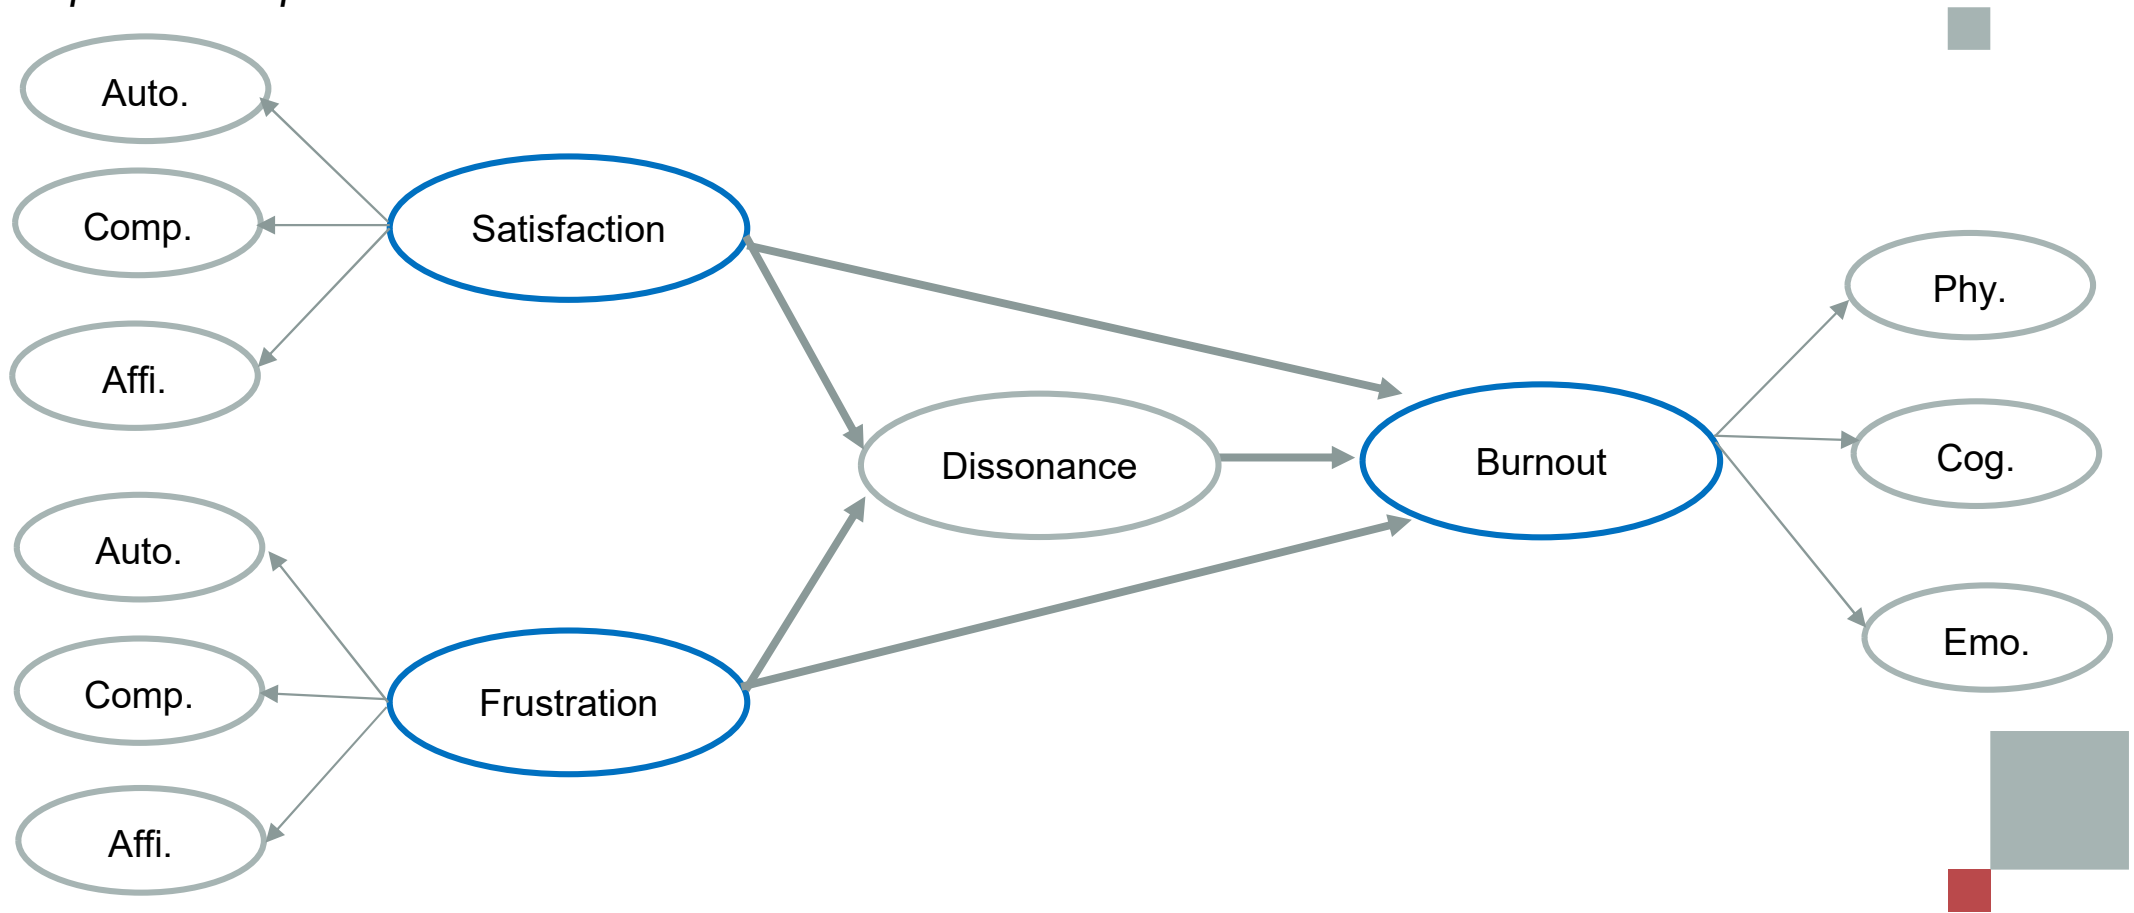 Auto.
Comp.
Affi.
Satisfaction
Dissonance
Burnout
Phy.
Cog.
Emo.
Auto.
Comp.
Affi.
Frustration